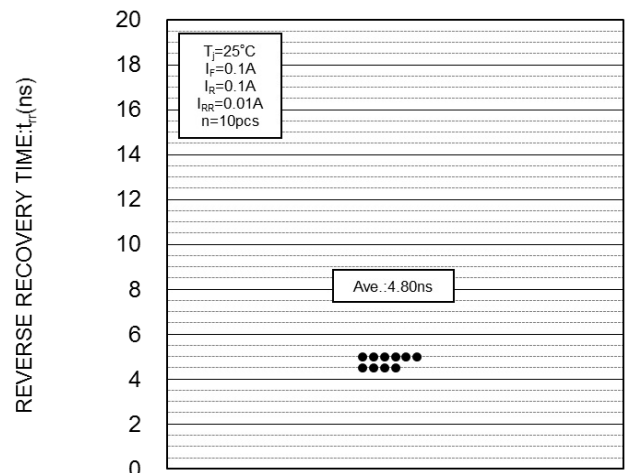 REVERSE RECOVERY TIME:trr(ns)
20
18
16
14
12
10
8
6
4
2
0
Tj=25°C
IF=0.1A
IR=0.1A
IRR=0.01A
n=10pcs
Ave.:4.80ns